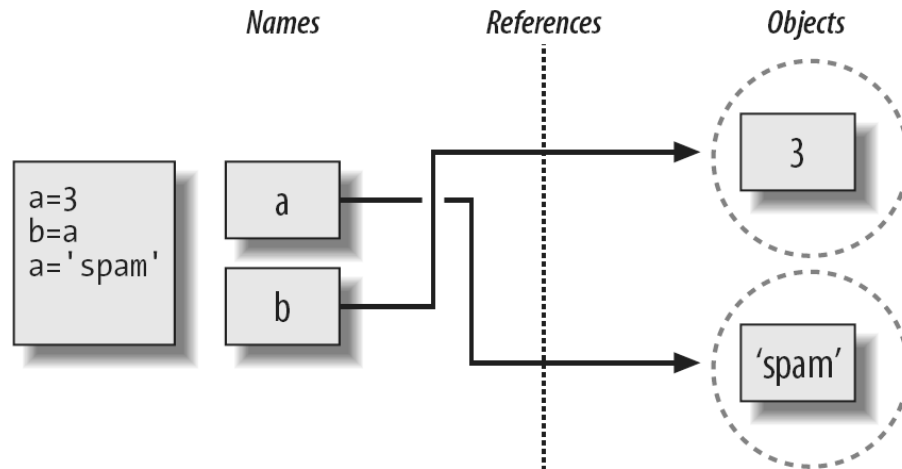 Names References Objects
a=3
b=a
a='spam'
a
b
3
‘spam’